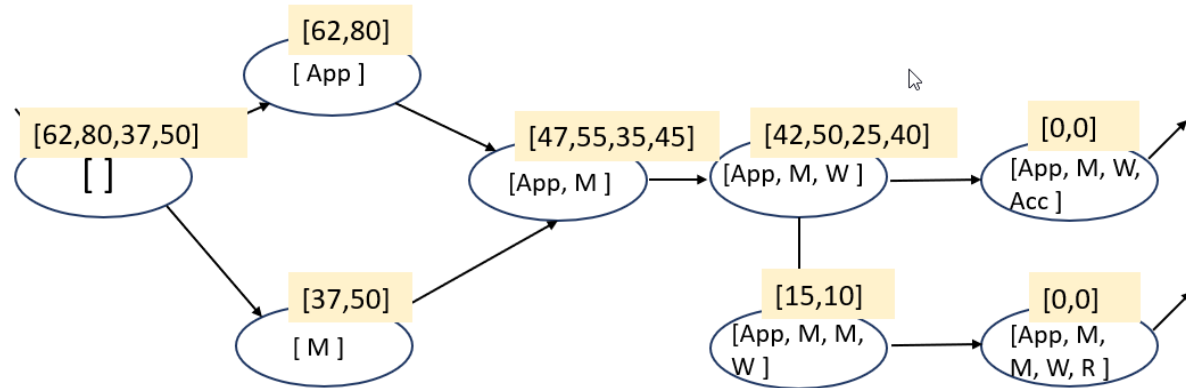 [62,80]
[ App ]
[62,80,37,50]
[ ]
[47,55,35,45]
[App, M ]
[42,50,25,40]
[App, M, W ]
[0,0]
[App, M, W,
Acc ]
[37,50]
[ M ]
[15,10]
[App, M, M,
W ]
[0,0]
[App, M,
M, W, R ]